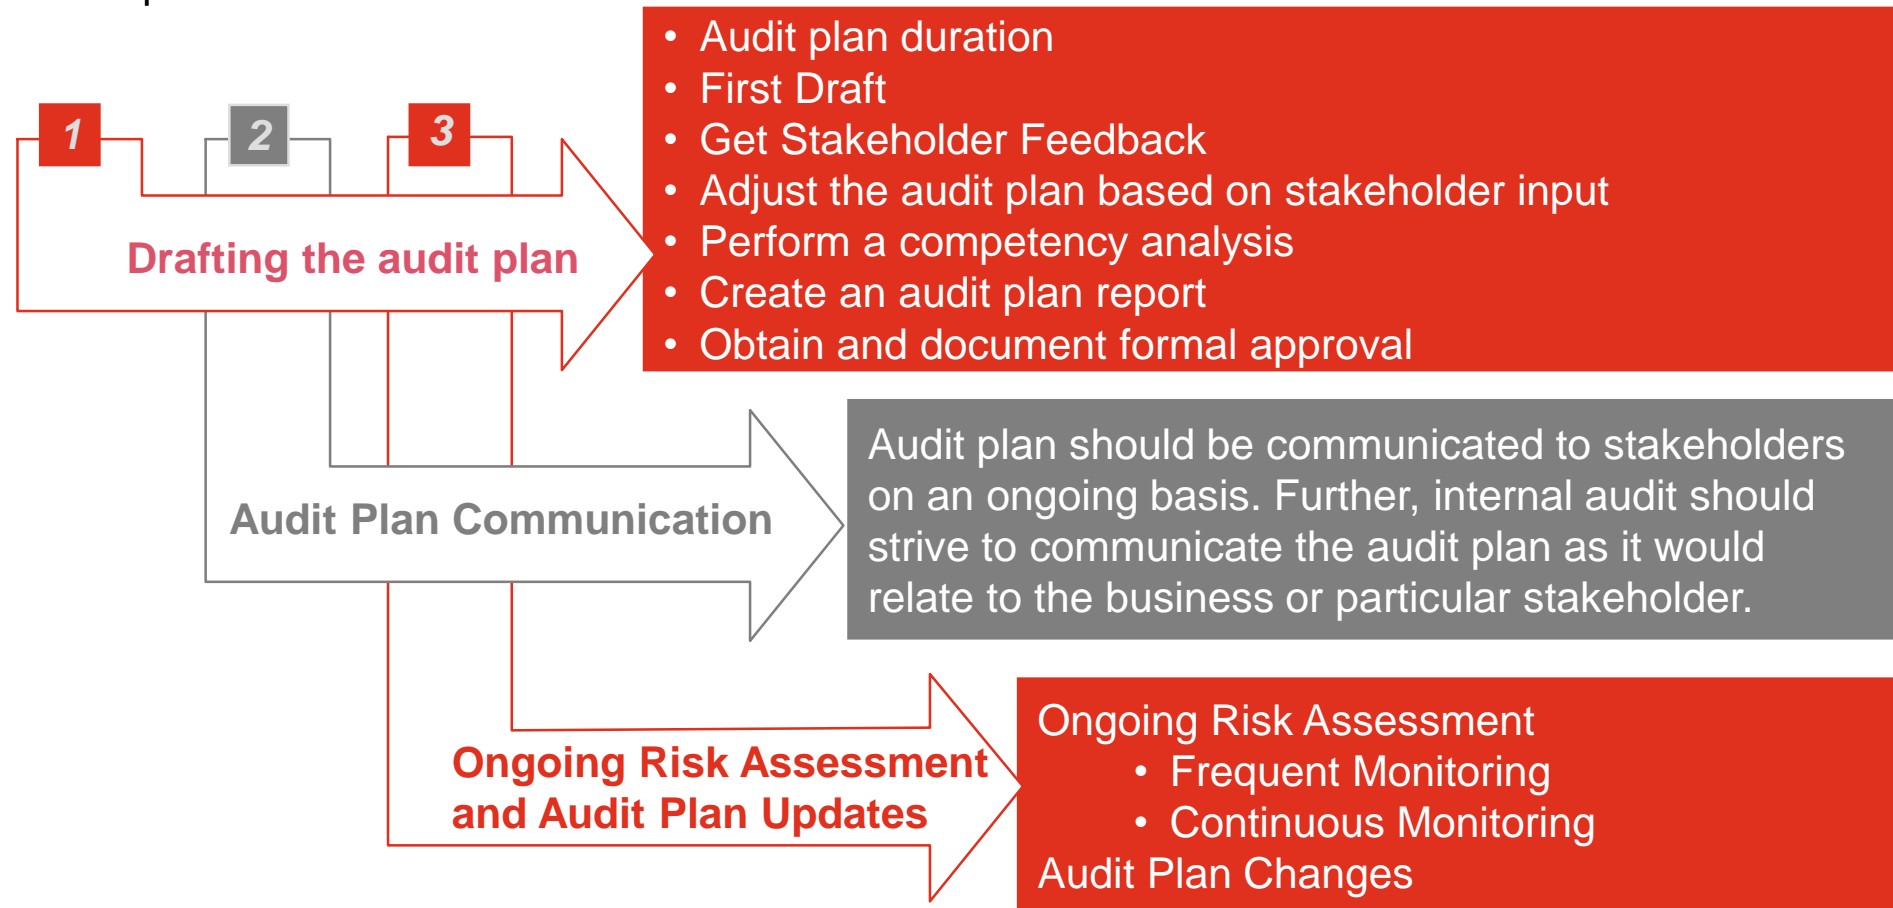 1
2
3
Drafting the audit plan
• Audit plan duration
• First Draft
• Get Stakeholder Feedback
• Adjust the audit plan based on stakeholder input
• Perform a competency analysis
• Create an audit plan report
• Obtain and document formal approval
Audit Plan Communication
Audit plan should be communicated to stakeholders
on an ongoing basis. Further, internal audit should
strive to communicate the audit plan as it would
relate to the business or particular stakeholder.
Ongoing Risk Assessment
and Audit Plan Updates
Ongoing Risk Assessment
• Frequent Monitoring
• Continuous Monitoring
Audit Plan Changes